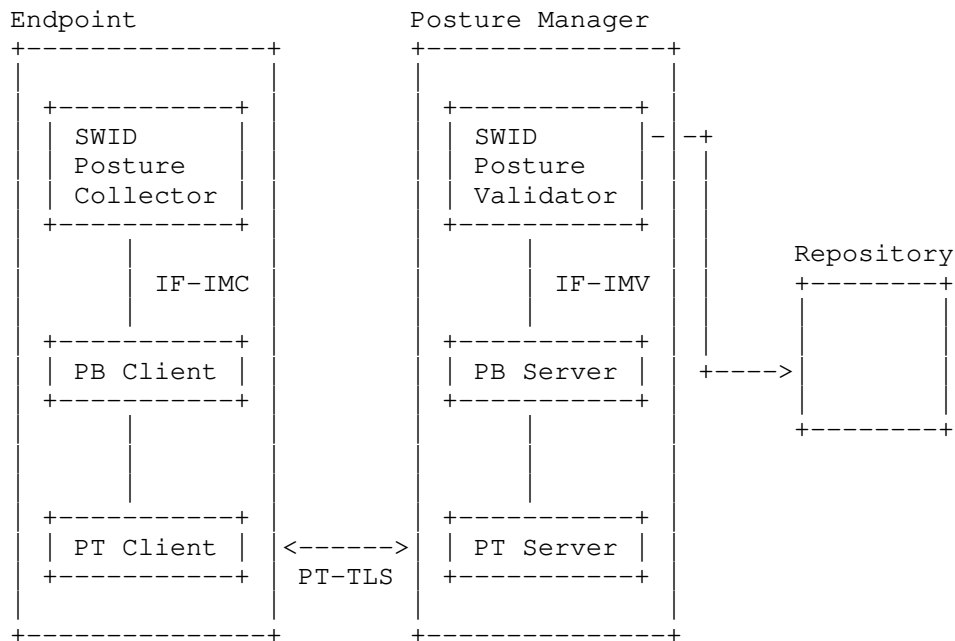 Endpoint Posture Manager
SWID SWID
Posture Posture
Collector Validator
Repository
IF-IMC IF-IMV
PB Client PB Server
PT Client PT Server
PT-TLS